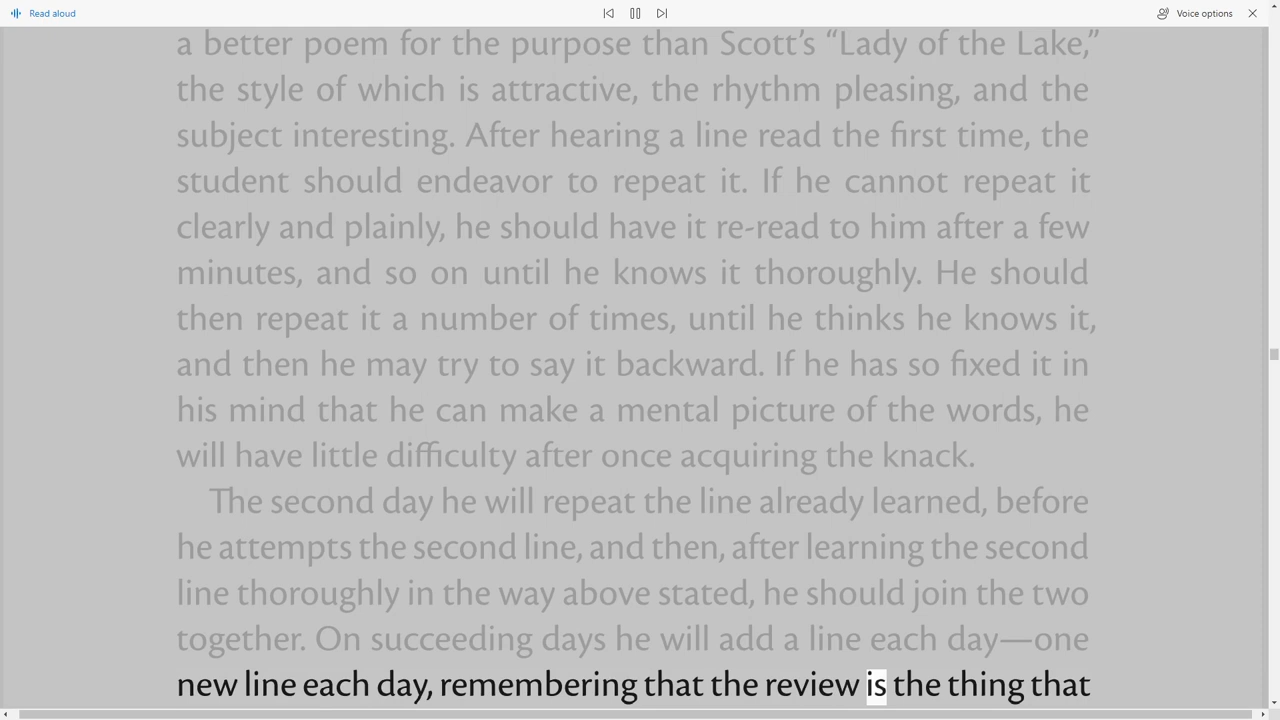 Read aloud
Voice options
a better poem for the purpose than Scott’s “Lady of the Lake,”
the style of which is attractive, the rhythm pleasing, and the
subject interesting. After hearing a line read the first time, the
student should endeavor to repeat it. If he cannot repeat it
clearly and plainly, he should have it re-read to him after a few
minutes, and so on until he knows it thoroughly. He should
then repeat it a number of times, until he thinks he knows it,
and then he may try to say it backward. If he has so fixed it in
his mind that he can make a mental picture of the words, he
will have little difficulty after once acquiring the knack.
The second day he will repeat the line already learned, before
he attempts the second line, and then, after learning the second
line thoroughly in the way above stated, he should join the two
together. On succeeding days he will add a line each day—one
new line each day, remembering that the review is the thing that